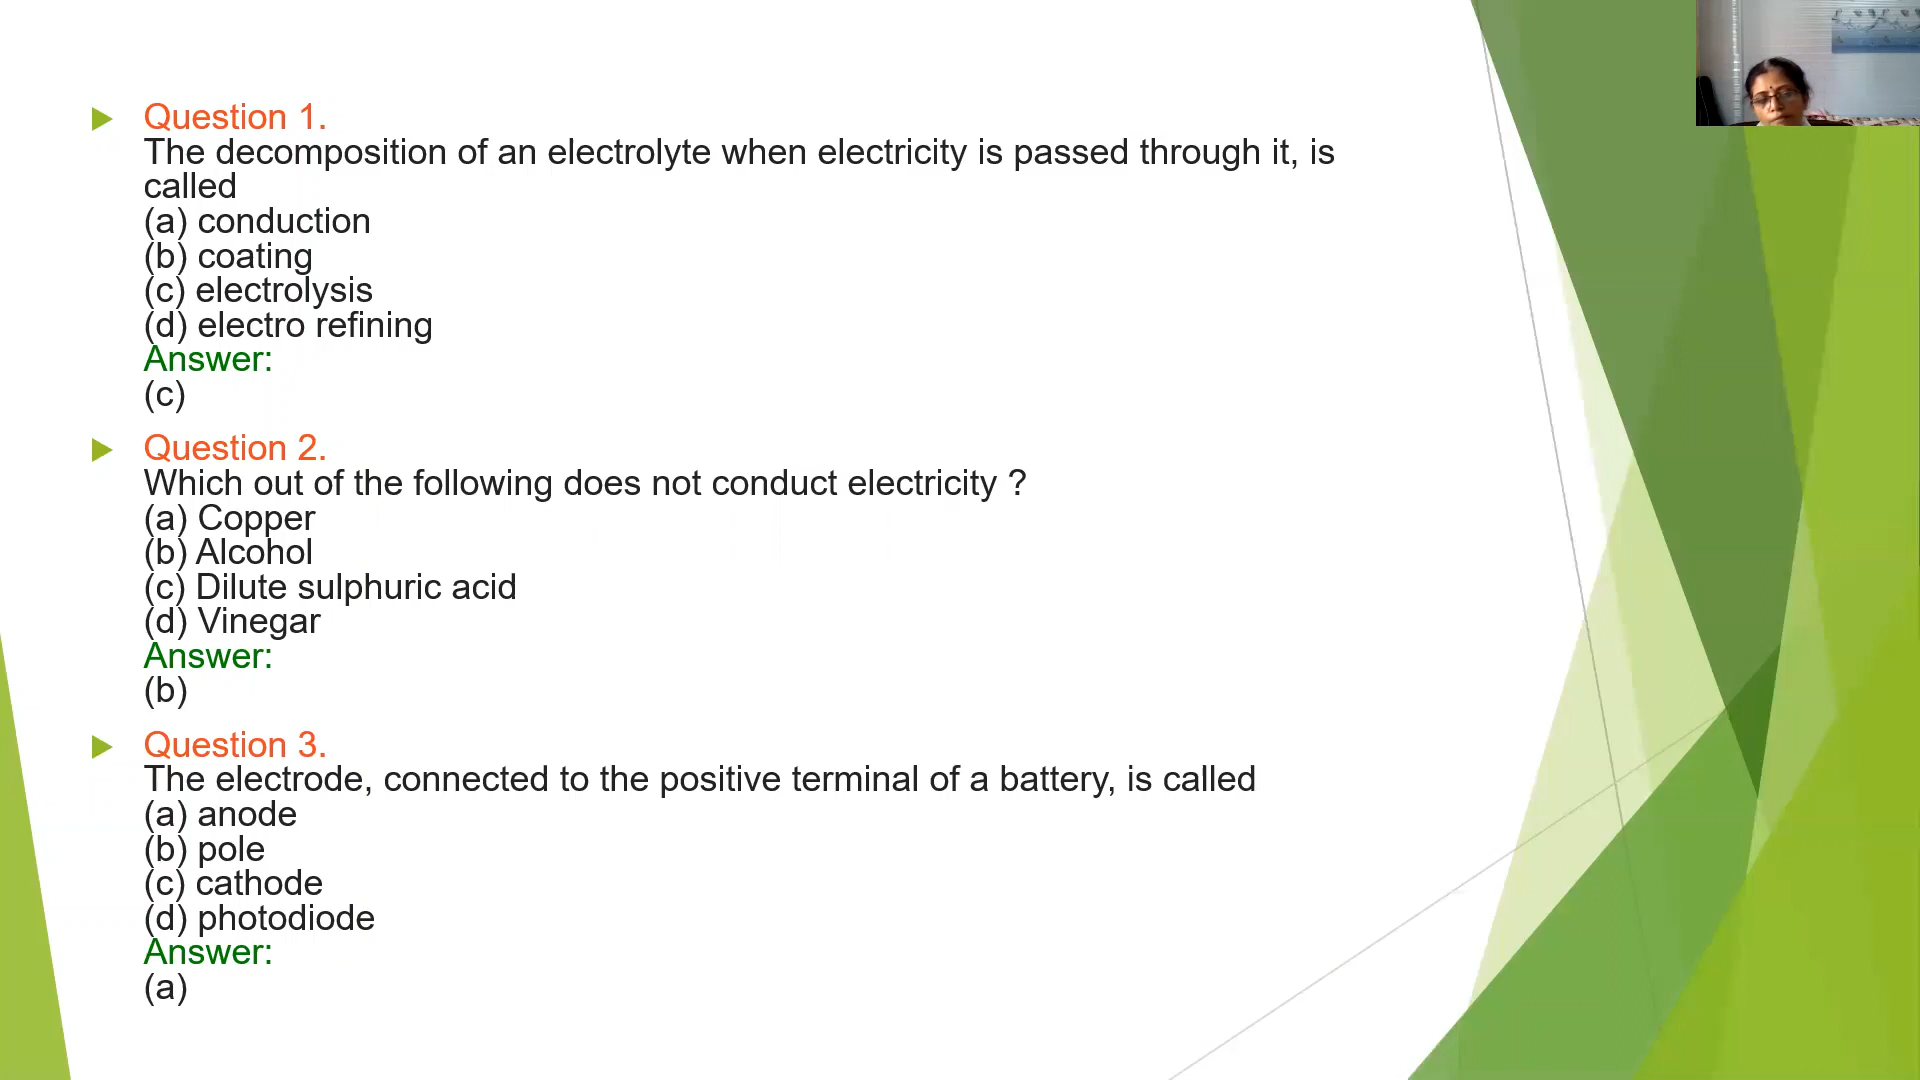 Question 1.
The decomposition of an electrolyte when electricity is passed through it, is
called
(a) conduction
(b) coating
(c) electrolysis
(d) electro refining
Answer:
(c)
Question 2.
Which out of the following does not conduct electricity ?
(a) Copper
(b) Alcohol
(c) Dilute sulphuric acid
(d) Vinegar
Answer:
(b)
Question 3.
The electrode, connected to the positive terminal of a battery, is called
(a) anode
(b) pole
(c) cathode
(d) photodiode
Answer:
(a)